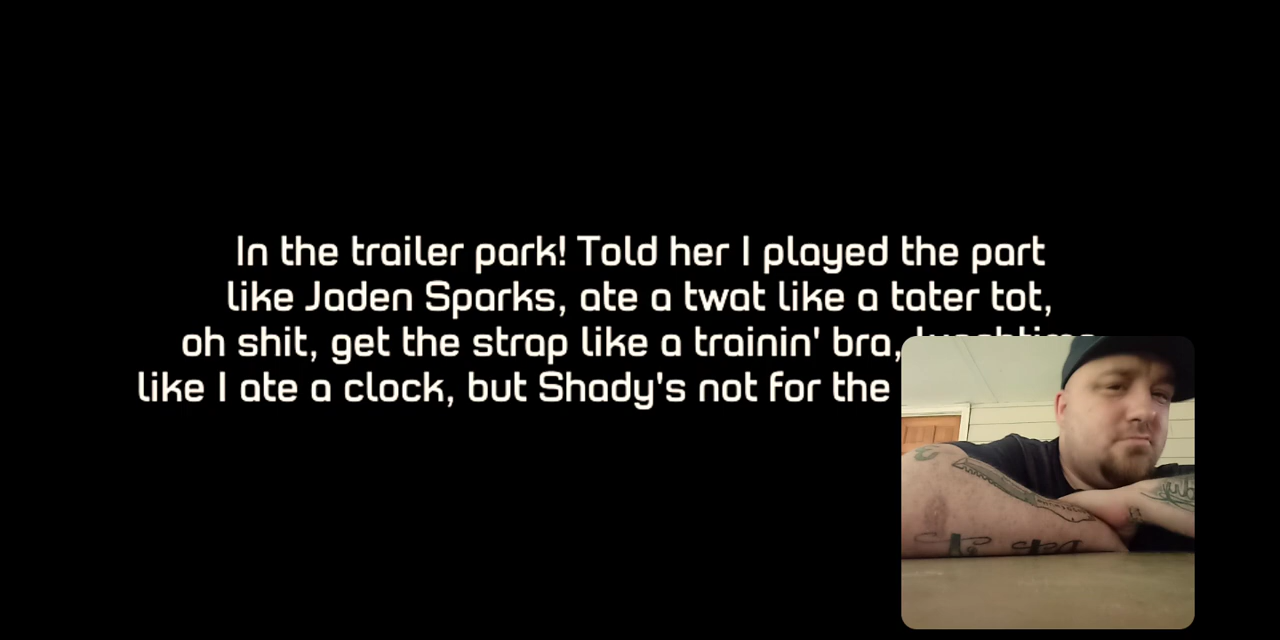 In the trailer park! Told her I played the part
like Jaden Sparks, ate a twat like a tater tot,
oh shit, get the strap like a trainin' bra,
like I ate a clock, but Shady's not for the